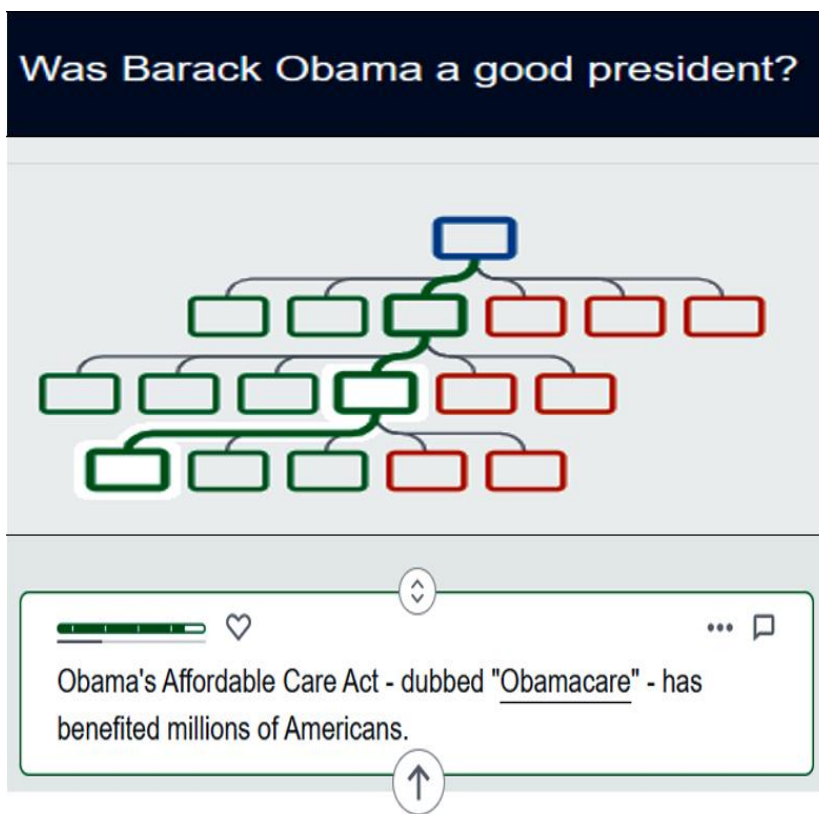 Was Barack Obama a good president?
Obama's Affordable Care Act - dubbed "Obamacare" - has
benefited millions of Americans.